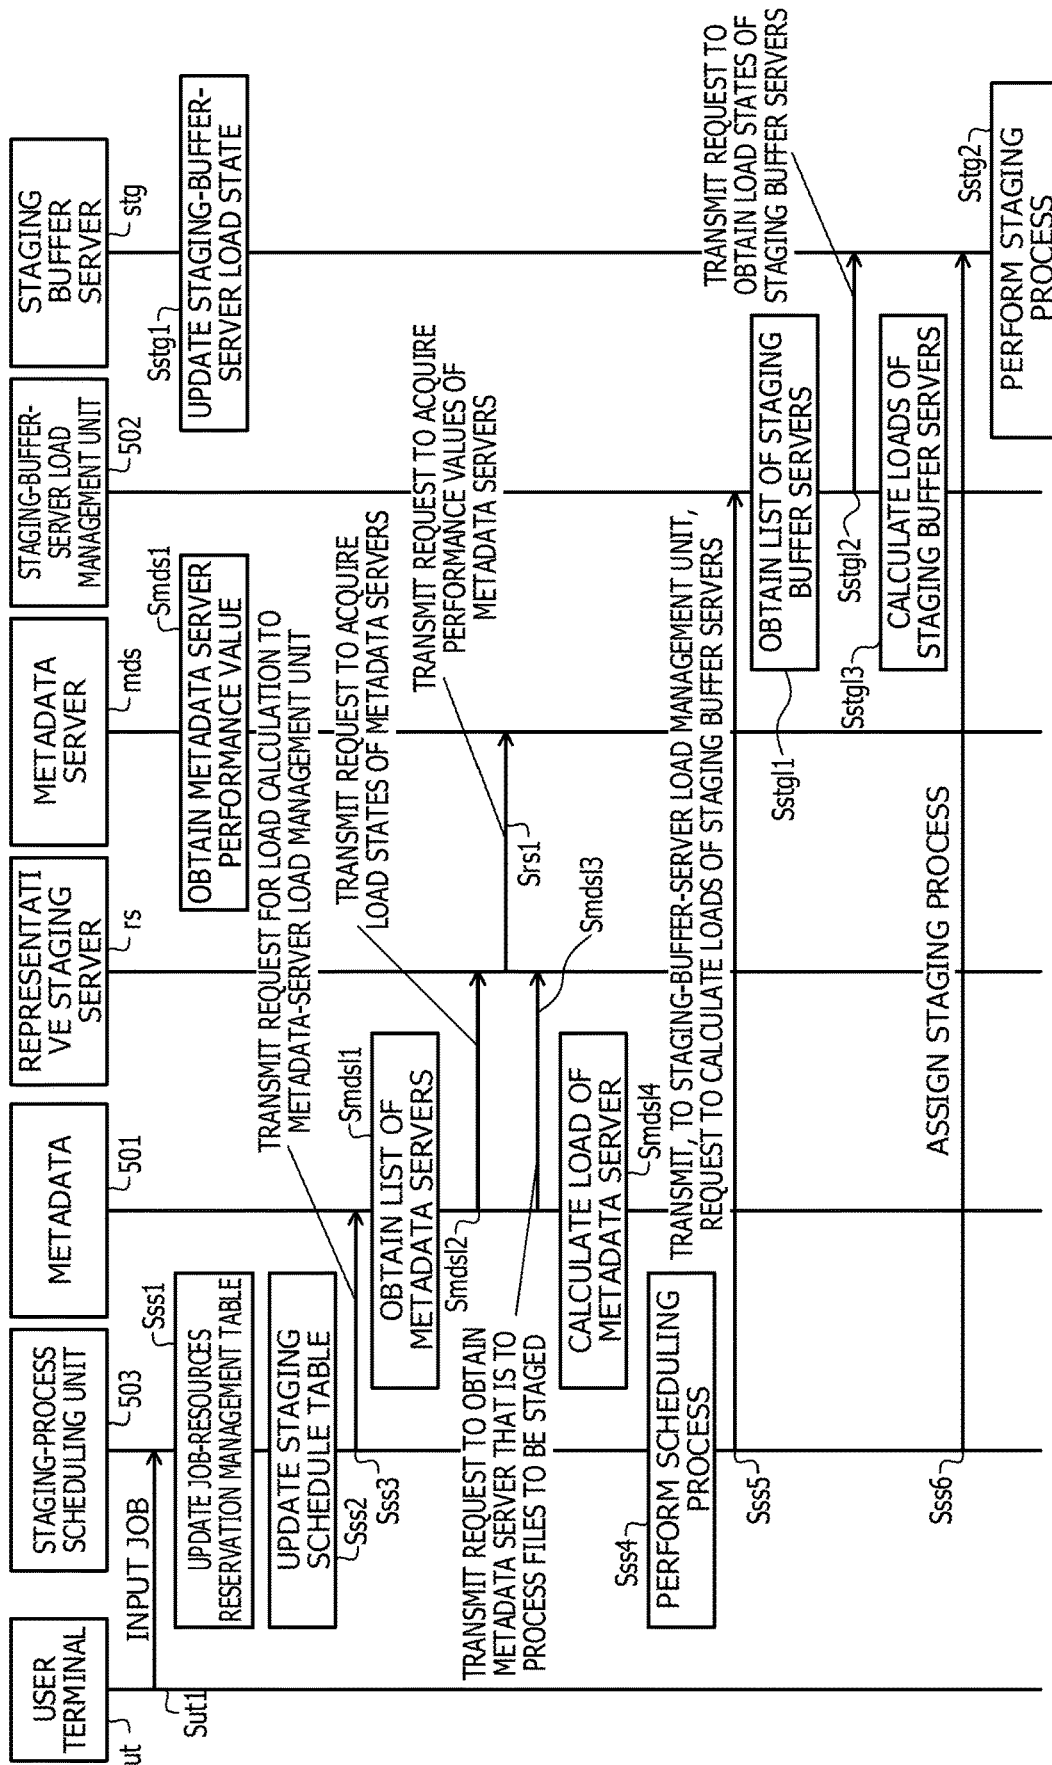 USER
TERMINAL
ut
STAGING-PROCESS
SCHEDULING UNIT
503
METADATA
501
REPRESENTATI
VE STAGING
SERVER
rs
METADATA
SERVER
mds
STAGING-BUFFER-
SERVER LOAD
MANAGEMENT UNIT
502
STAGING
BUFFER
SERVER
stg
INPUT JOB
Sut1
Sss1
UPDATE JOB-RESOURCES
RESERVATION MANAGEMENT TABLE
Smds1
OBTAIN METADATA SERVER
PERFORMANCE VALUE
Sstg1
UPDATE STAGING-BUFFER-
SERVER LOAD STATE
UPDATE STAGING
SCHEDULE TABLE
Sss2
TRANSMIT REQUEST FOR LOAD CALCULATION TO
METADATA-SERVER LOAD MANAGEMENT UNIT
Sss3
Smdsl1
OBTAIN LIST OF
METADATA SERVERS
TRANSMIT REQUEST TO ACQUIRE
LOAD STATES OF METADATA SERVERS
Smdsl2
TRANSMIT REQUEST TO ACQUIRE
PERFORMANCE VALUES OF
METADATA SERVERS
Srs1
TRANSMIT REQUEST TO OBTAIN
METADATA SERVER THAT IS TO
PROCESS FILES TO BE STAGED
Smdsl3
CALCULATE LOAD OF
METADATA SERVER
Smdsl4
Sss4
PERFORM SCHEDULING
PROCESS
TRANSMIT, TO STAGING-BUFFER-SERVER LOAD MANAGEMENT UNIT,
REQUEST TO CALCULATE LOADS OF STAGING BUFFER SERVERS
Sss5
OBTAIN LIST OF STAGING
BUFFER SERVERS
Sstgl1
TRANSMIT REQUEST TO
OBTAIN LOAD STATES OF
STAGING BUFFER SERVERS
Sstgl2
Sstgl3
CALCULATE LOADS OF
STAGING BUFFER SERVERS
ASSIGN STAGING PROCESS
Sss6
Sstg2
PERFORM STAGING
PROCESS